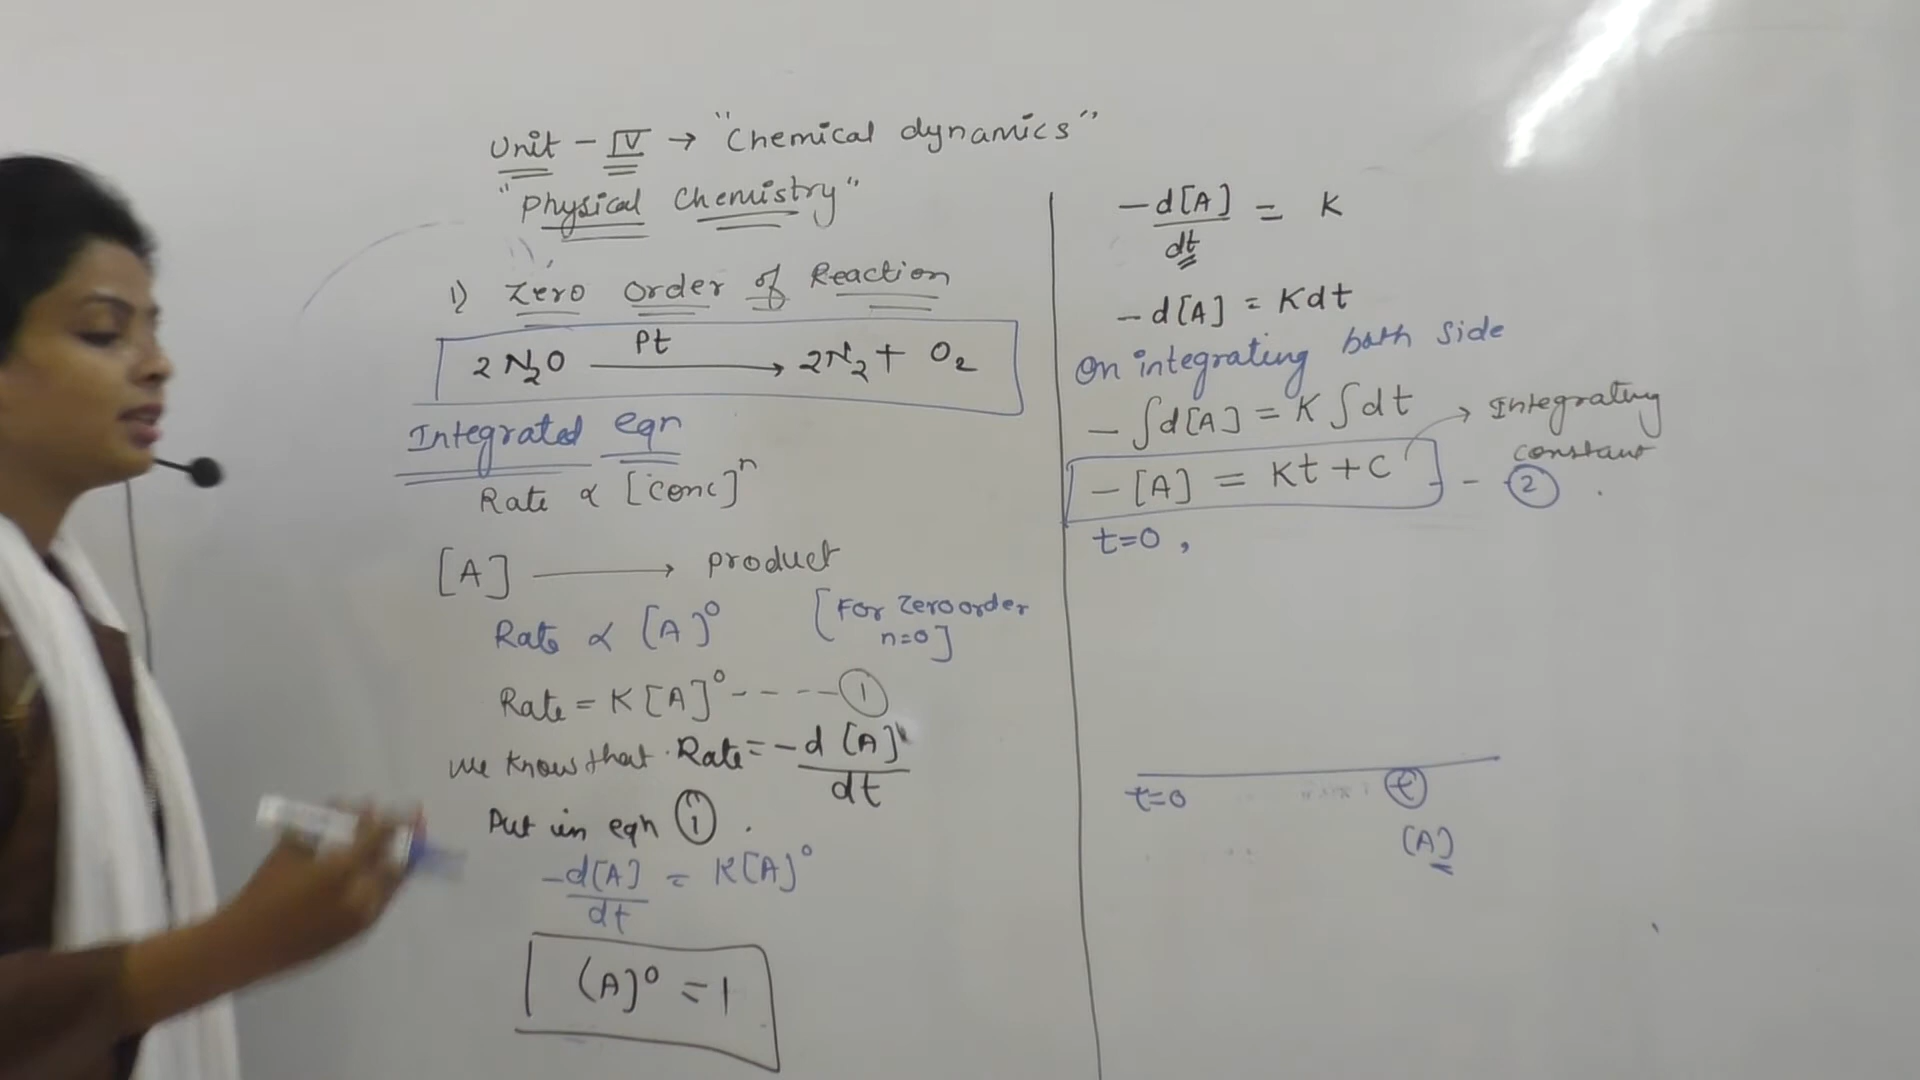 Unit - IV → "Chemical dynamics"
"Physical Chemistry"
1) Zero order of Reaction
2 N₂O —Pt→ 2N₂ + O₂
Integrated eqn
Rate ∝ [conc]ⁿ
[A] ⟶ product
Rate ∝ [A]⁰ [For Zero order
n=0]
Rate = K[A]⁰ ---- ①
We know that Rate = -d[A]/dt
Put in eqn ①.
-d[A]/dt = K[A]⁰
(A]⁰ = 1
-d[A]/dt = K
-d[A] = Kdt
On integrating both side
-∫d[A] = K∫dt
→ Integrating
constant
-[A] = Kt + C - ②
t=0,
t=0 t
(A]